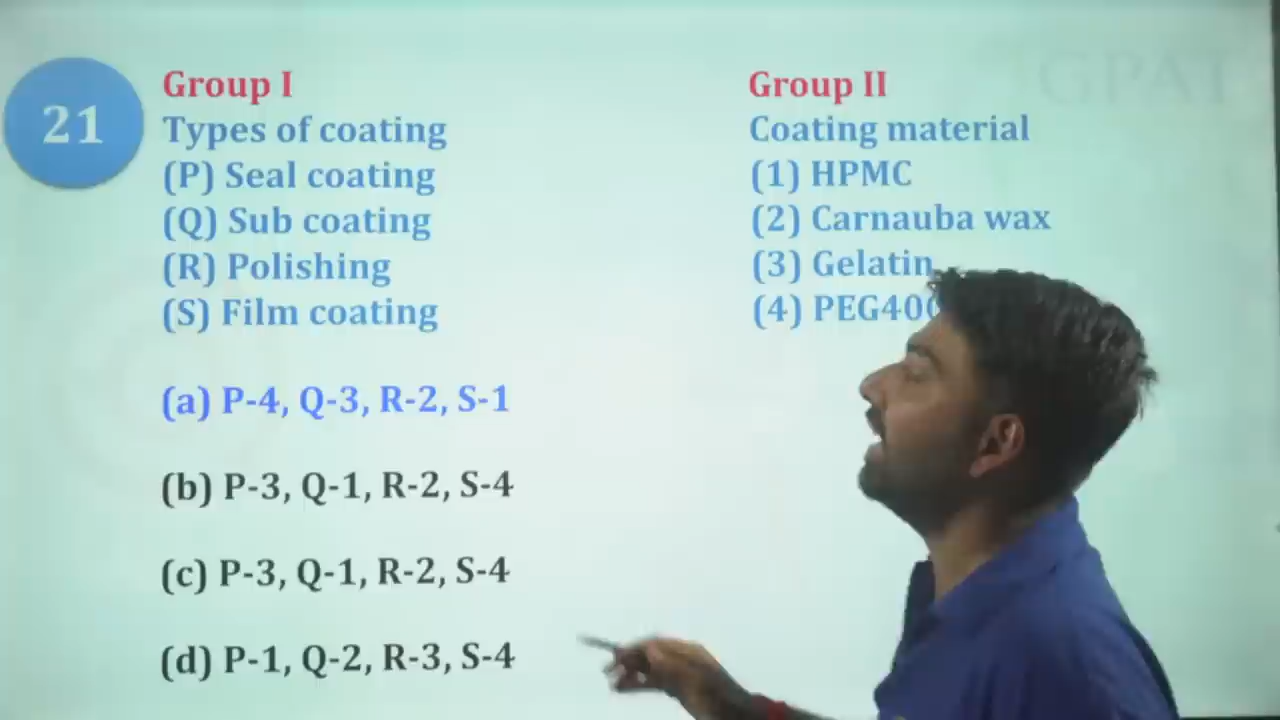 21
Group I
Types of coating
(P) Seal coating
(Q) Sub coating
(R) Polishing
(S) Film coating
Group II
Coating material
(1) HPMC
(2) Carnauba wax
(3) Gelatin
(4)
(a) P-4, Q-3, R-2, S-1
(b) P-3, Q-1, R-2, S-4
(c) P-3, Q-1, R-2, S-4
(d) P-1, Q-2, R-3, S-4
GPAT